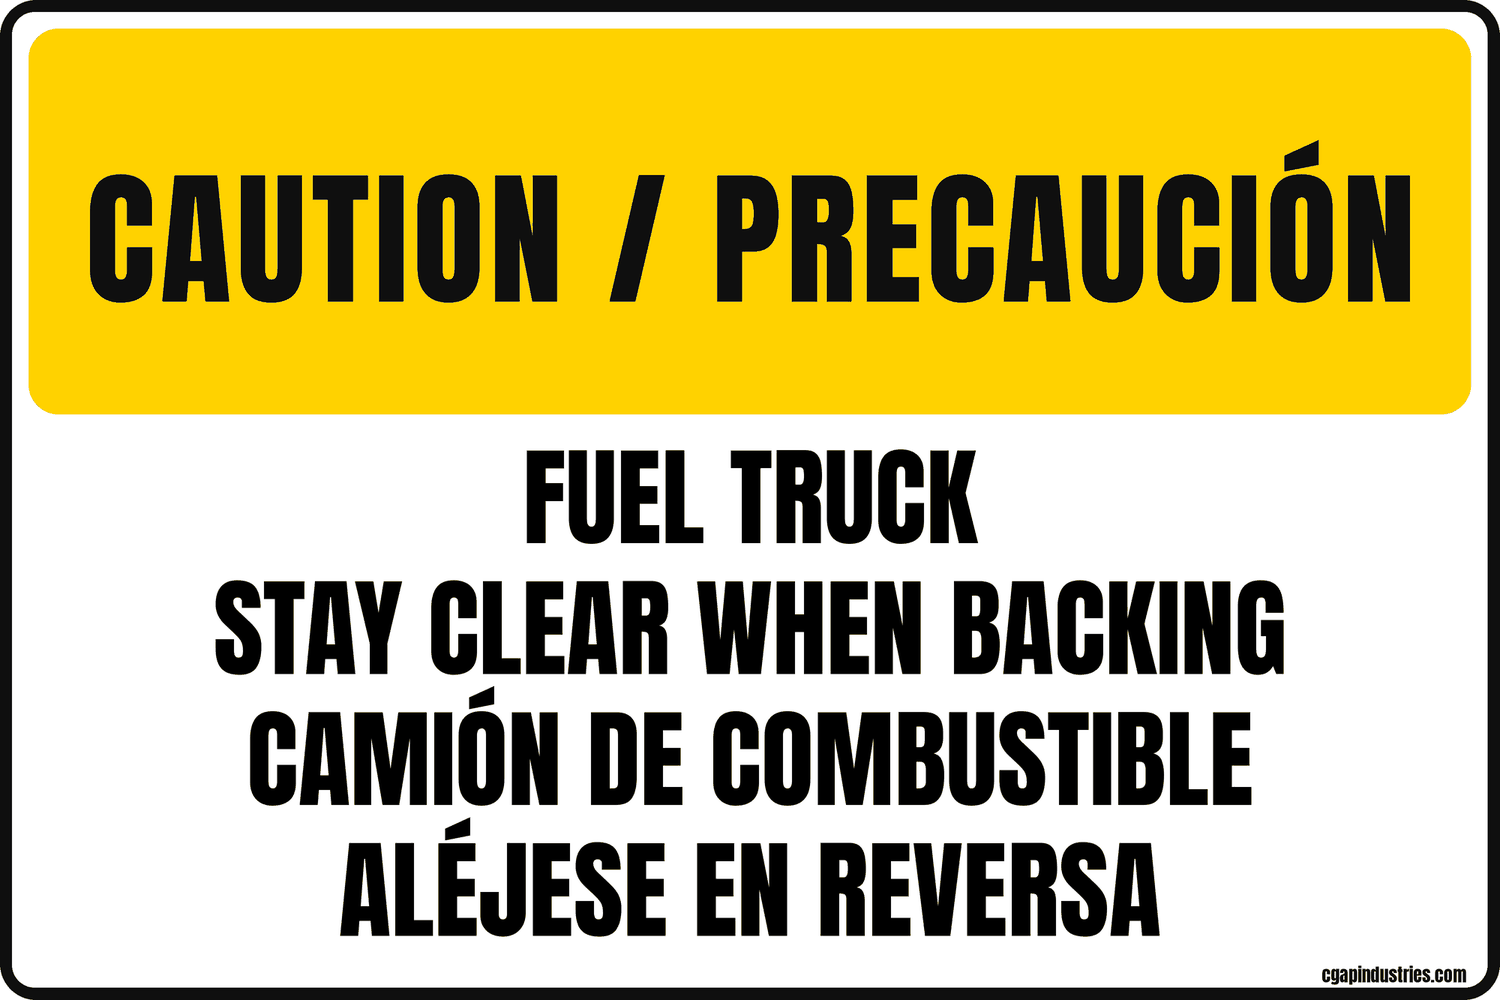 CAUTION / PRECAUCIÓN
FUEL TRUCK
STAY CLEAR WHEN BACKING
CAMIÓN DE COMBUSTIBLE
ALÉJESE EN REVERSA
cgapindustries.com